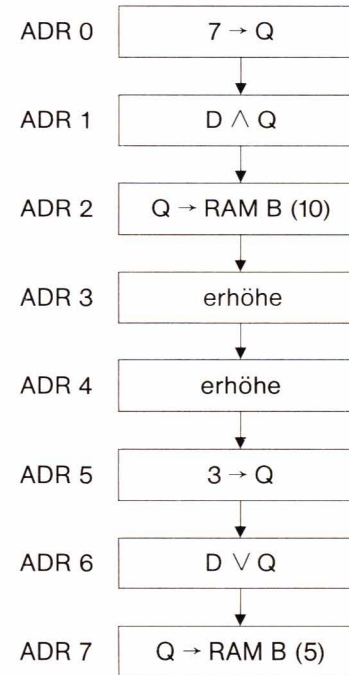 ADR 0 7 → Q
ADR 1 D ∧ Q
ADR 2 Q → RAM B (10)
ADR 3 erhöhe
ADR 4 erhöhe
ADR 5 3 → Q
ADR 6 D ∨ Q
ADR 7 Q → RAM B (5)